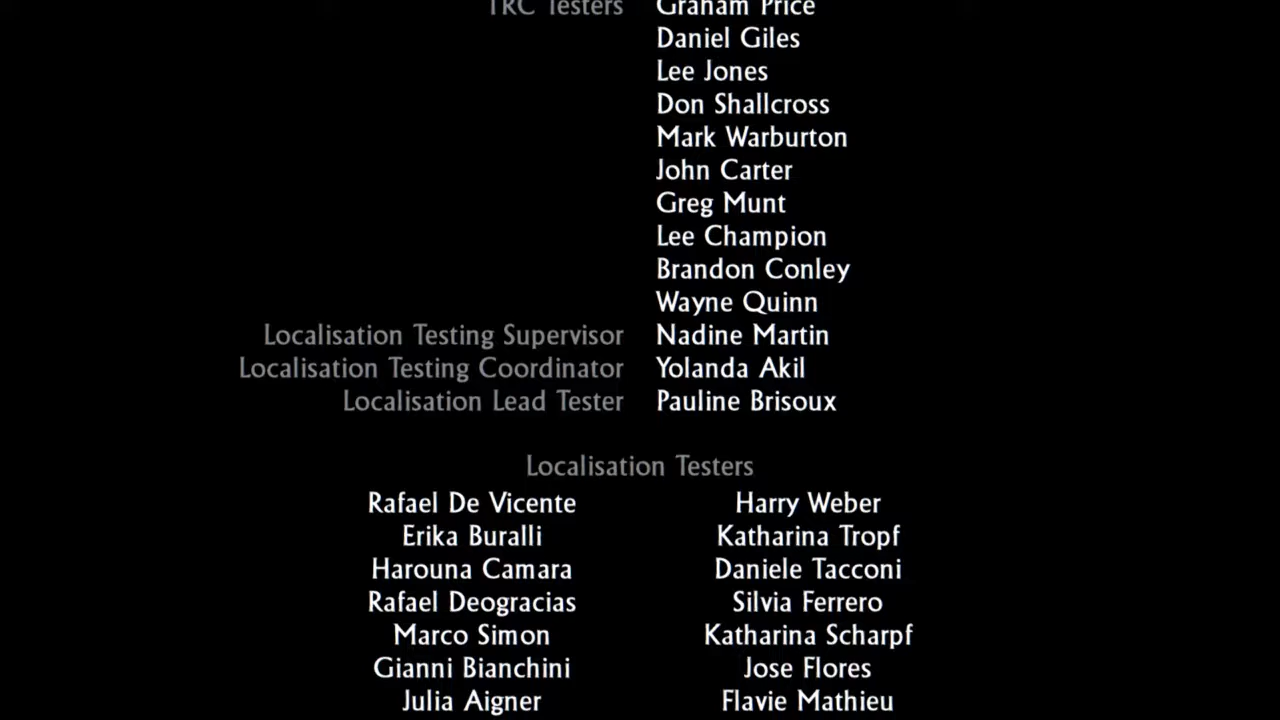 TRC Testers Graham Price
Daniel Giles
Lee Jones
Don Shallcross
Mark Warburton
John Carter
Greg Munt
Lee Champion
Brandon Conley
Wayne Quinn
Localisation Testing Supervisor Nadine Martin
Localisation Testing Coordinator Yolanda Akil
Localisation Lead Tester Pauline Brisoux
Localisation Testers
Rafael De Vicente Harry Weber
Erika Buralli Katharina Tropf
Harouna Camara Daniele Tacconi
Rafael Deogracias Silvia Ferrero
Marco Simon Katharina Scharpf
Gianni Bianchini Jose Flores
Julia Aigner Flavie Mathieu